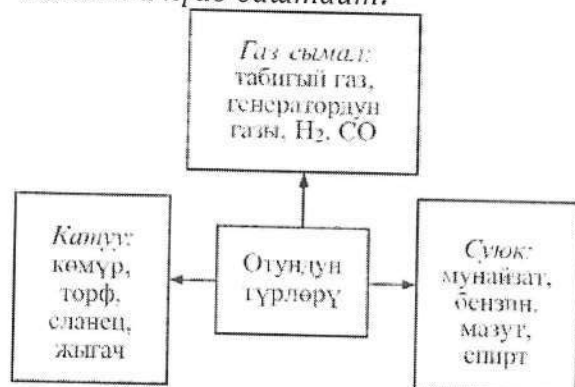 Газ сымал:
табигый газ,
генератордун
газы, H₂, CO
Катуу:
көмүр,
торф,
сланец,
жыгач
Отундун
түрлөрү
Суюк:
мунайзат,
бензин,
мазут,
спирт